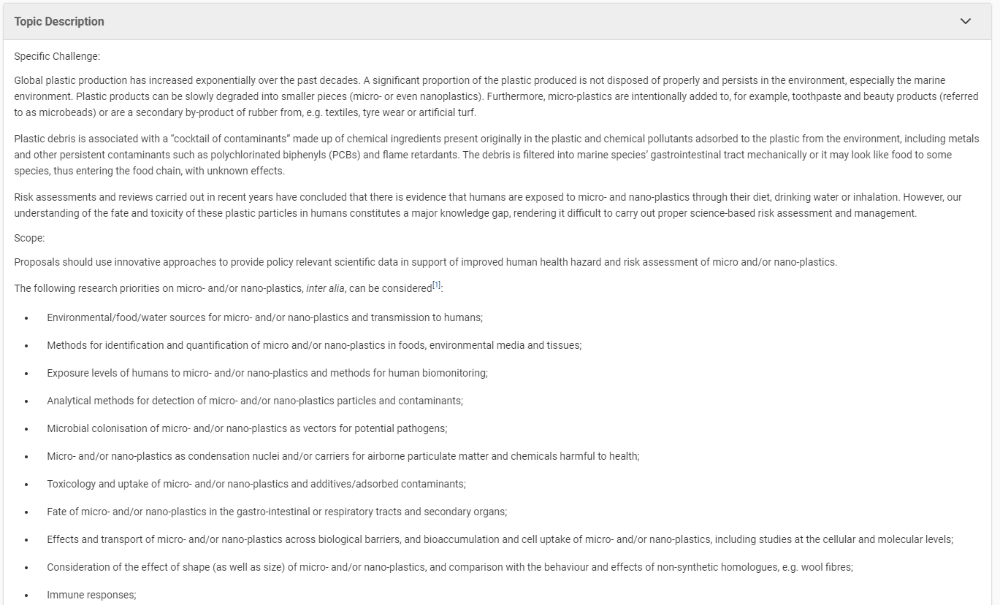 Topic Description
Specific Challenge:
Global plastic production has increased exponentially over the past decades. A significant proportion of the plastic produced is not disposed of properly and persists in the environment, especially the marine
environment. Plastic products can be slowly degraded into smaller pieces (micro- or even nanoplastics). Furthermore, micro-plastics are intentionally added to, for example, toothpaste and beauty products (referred
to as microbeads) or are a secondary by-product of rubber from, e.g. textiles, tyre wear or artificial turf.
Plastic debris is associated with a “cocktail of contaminants” made up of chemical ingredients present originally in the plastic and chemical pollutants adsorbed to the plastic from the environment, including metals
and other persistent contaminants such as polychlorinated biphenyls (PCBs) and flame retardants. The debris is filtered into marine species’ gastrointestinal tract mechanically or it may look like food to some
species, thus entering the food chain, with unknown effects.
Risk assessments and reviews carried out in recent years have concluded that there is evidence that humans are exposed to micro- and nano-plastics through their diet, drinking water or inhalation. However, our
understanding of the fate and toxicity of these plastic particles in humans constitutes a major knowledge gap, rendering it difficult to carry out proper science-based risk assessment and management.
Scope:
Proposals should use innovative approaches to provide policy relevant scientific data in support of improved human health hazard and risk assessment of micro and/or nano-plastics.
The following research priorities on micro- and/or nano-plastics, inter alia, can be considered[1]:
• Environmental/food/water sources for micro- and/or nano-plastics and transmission to humans;
• Methods for identification and quantification of micro and/or nano-plastics in foods, environmental media and tissues;
• Exposure levels of humans to micro- and/or nano-plastics and methods for human biomonitoring;
• Analytical methods for detection of micro- and/or nano-plastics particles and contaminants;
• Microbial colonisation of micro- and/or nano-plastics as vectors for potential pathogens;
• Micro- and/or nano-plastics as condensation nuclei and/or carriers for airborne particulate matter and chemicals harmful to health;
• Toxicology and uptake of micro- and/or nano-plastics and additives/adsorbed contaminants;
• Fate of micro- and/or nano-plastics in the gastro-intestinal or respiratory tracts and secondary organs;
• Effects and transport of micro- and/or nano-plastics across biological barriers, and bioaccumulation and cell uptake of micro- and/or nano-plastics, including studies at the cellular and molecular levels;
• Consideration of the effect of shape (as well as size) of micro- and/or nano-plastics, and comparison with the behaviour and effects of non-synthetic homologues, e.g. wool fibres;
• Immune responses;